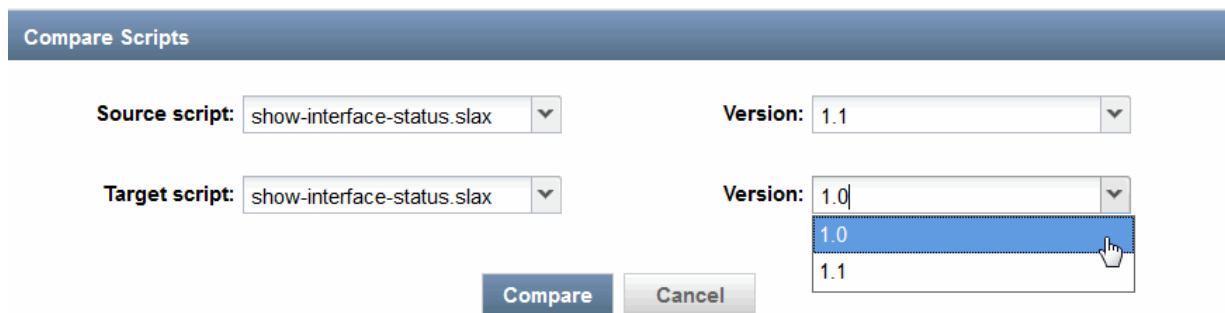 Compare Scripts
Source script: show-interface-status.slax Version: 1.1
Target script: show-interface-status.slax Version: 1.0
1.0
1.1
Compare Cancel